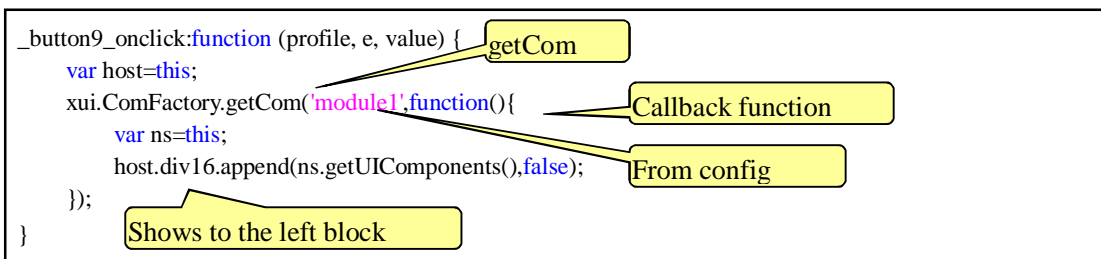 _button9_onclick:function (profile, e, value) {
getCom
var host=this;
xui.ComFactory.getCom('module1',function(){
Callback function
var ns=this;
host.div16.append(ns.getUIComponents(),false);
From config
});
Shows to the left block
}